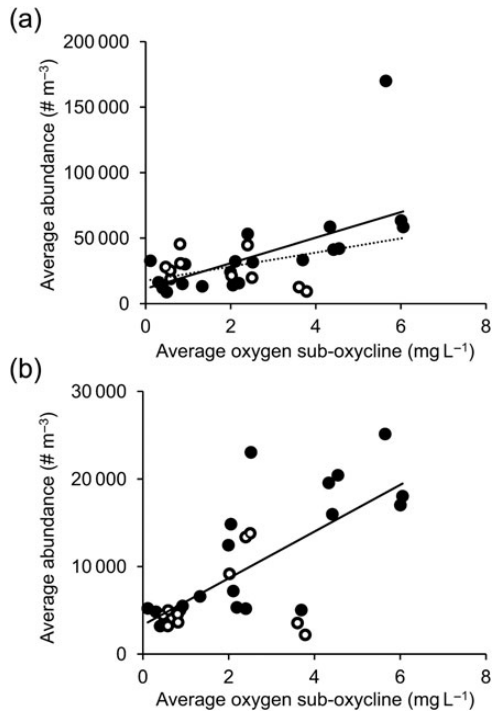 (a)
200 000
150 000
100 000
50 000
0
Average abundance (# m⁻³)
0 2 4 6 8
Average oxygen sub-oxycline (mg L⁻¹)
(b)
30 000
20 000
10 000
0
Average abundance (# m⁻³)
0 2 4 6 8
Average oxygen sub-oxycline (mg L⁻¹)